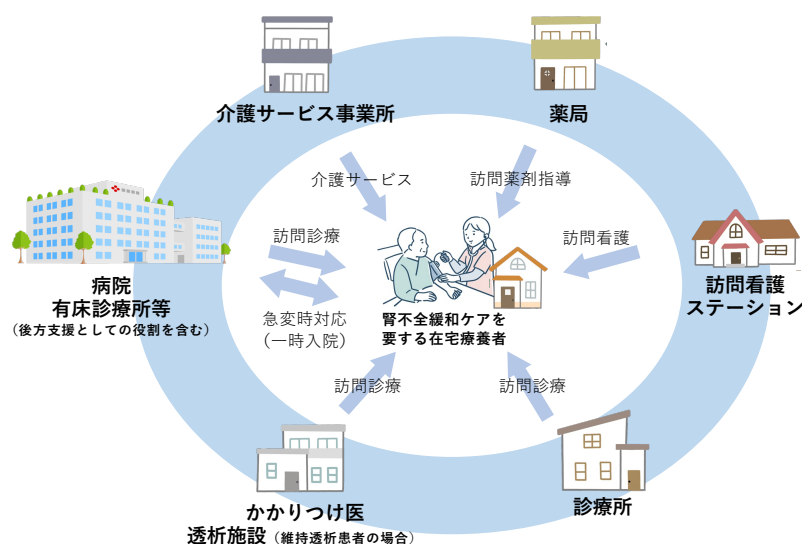 介護サービス事業所
薬局
介護サービス
訪問薬剤指導
訪問診療
訪問看護
病院
有床診療所等
(後方支援としての役割を含む)
訪問看護
ステーション
急変時対応
(一時入院)
腎不全緩和ケアを
要する在宅療養者
訪問診療
訪問診療
かかりつけ医
透析施設(維持透析患者の場合)
診療所